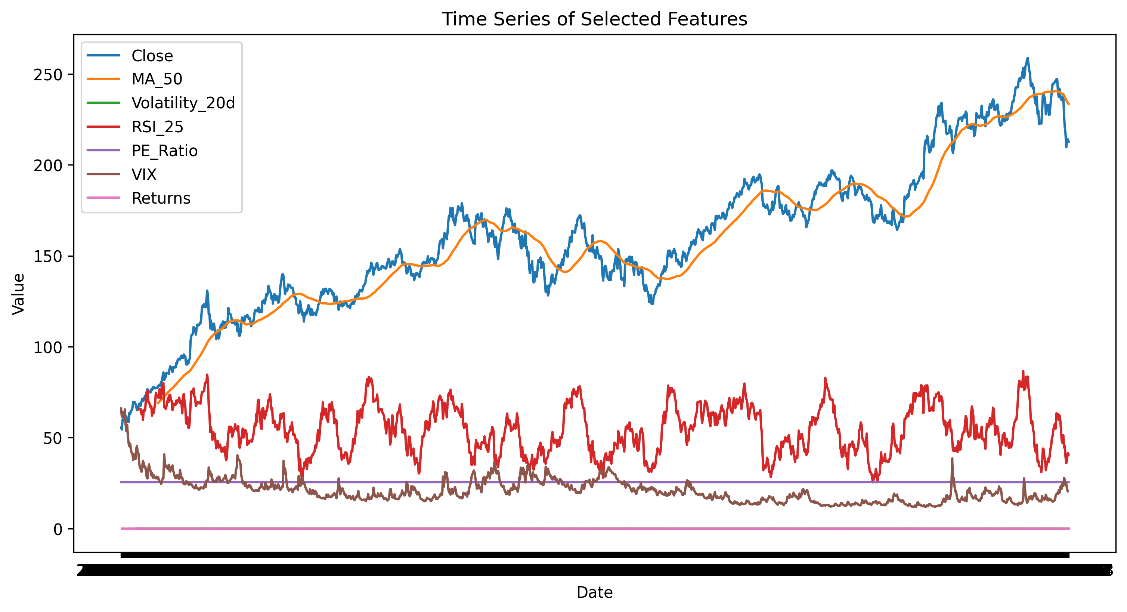 Time Series of Selected Features
Close
MA_50
Volatility_20d
RSI_25
PE_Ratio
VIX
Returns
250
200
150
100
50
0
Value
Date